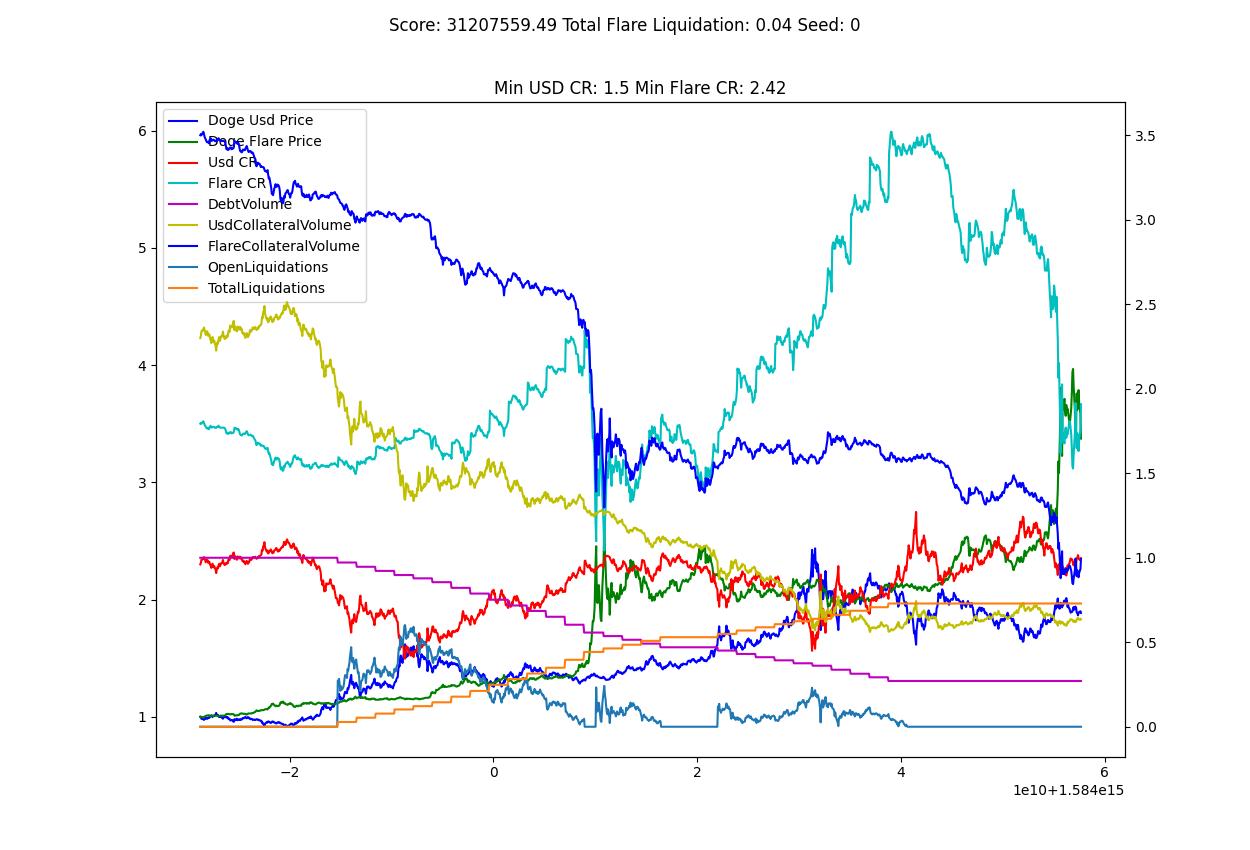 Score: 31207559.49 Total Flare Liquidation: 0.04 Seed: 0
Min USD CR: 1.5 Min Flare CR: 2.42
Doge Usd Price
Doge Flare Price
Usd CR
Flare CR
DebtVolume
UsdCollateralVolume
FlareCollateralVolume
OpenLiquidations
TotalLiquidations
6
5
4
3
2
1
3.5
3.0
2.5
2.0
1.5
1.0
0.5
0.0
−2
0
2
4
6
1e10+1.584e15